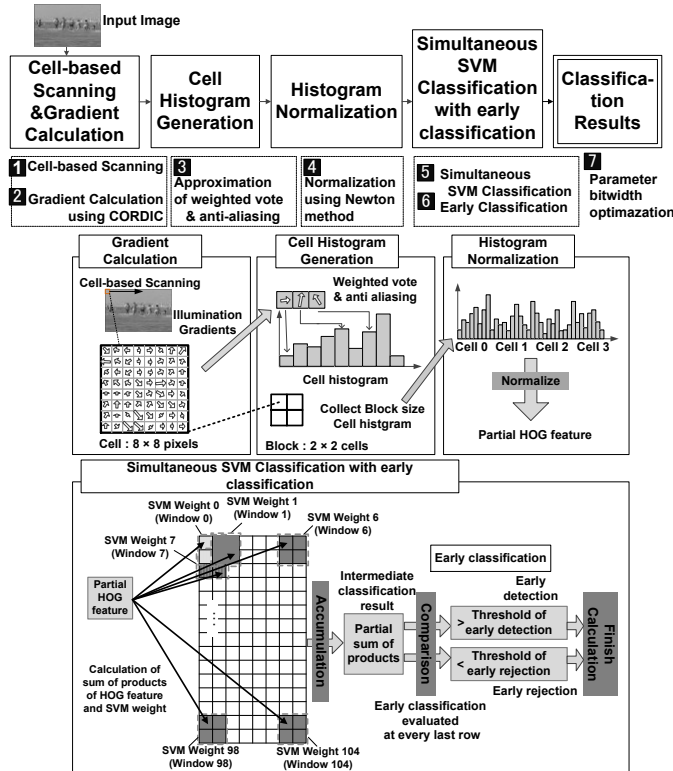 Input Image
Cell-based
Scanning
&Gradient
Calculation
Cell
Histogram
Generation
Histogram
Normalization
Simultaneous
SVM
Classification
with early
classification
Classifica-
tion
Results
1 Cell-based Scanning
2 Gradient Calculation
using CORDIC
3
Approximation
of weighted vote
& anti-aliasing
4
Normalization
using Newton
method
5 Simultaneous
SVM Classification
6 Early Classification
7
Parameter
bitwidth
optimazation
Gradient
Calculation
Cell-based Scanning
Illumination
Gradients
Cell : 8 × 8 pixels
Cell Histogram
Generation
Weighted vote
& anti aliasing
Cell histogram
Collect Block size
Cell histgram
Block : 2 × 2 cells
Histogram
Normalization
Cell 0 Cell 1 Cell 2 Cell 3
Normalize
Partial HOG feature
Simultaneous SVM Classification with early
classification
SVM Weight 0
(Window 0)
SVM Weight 1
(Window 1)
SVM Weight 6
(Window 6)
SVM Weight 7
(Window 7)
Partial
HOG
feature
Calculation of
sum of products
of HOG feature
and SVM weight
SVM Weight 98
(Window 98)
SVM Weight 104
(Window 104)
Accumulation
Intermediate
classification
result
Partial
sum of
products
Comparison
Early classification
evaluated
at every last row
Early classification
Early
detection
> Threshold of
early detection
< Threshold of
early rejection
Early rejection
Finish
Calculation